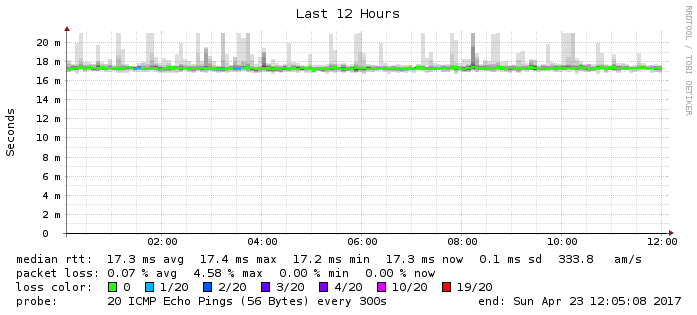 Last 12 Hours
RRDTOOL / TOBI OETIKER
Seconds
20 m
18 m
16 m
14 m
12 m
10 m
8 m
6 m
4 m
2 m
0
02:00 04:00 06:00 08:00 10:00 12:00
median rtt: 17.3 ms avg 17.4 ms max 17.2 ms min 17.3 ms now 0.1 ms sd 333.8 am/s
packet loss: 0.07 % avg 4.58 % max 0.00 % min 0.00 % now
loss color: 0 1/20 2/20 3/20 4/20 10/20 19/20
probe: 20 ICMP Echo Pings (56 Bytes) every 300s end: Sun Apr 23 12:05:08 2017